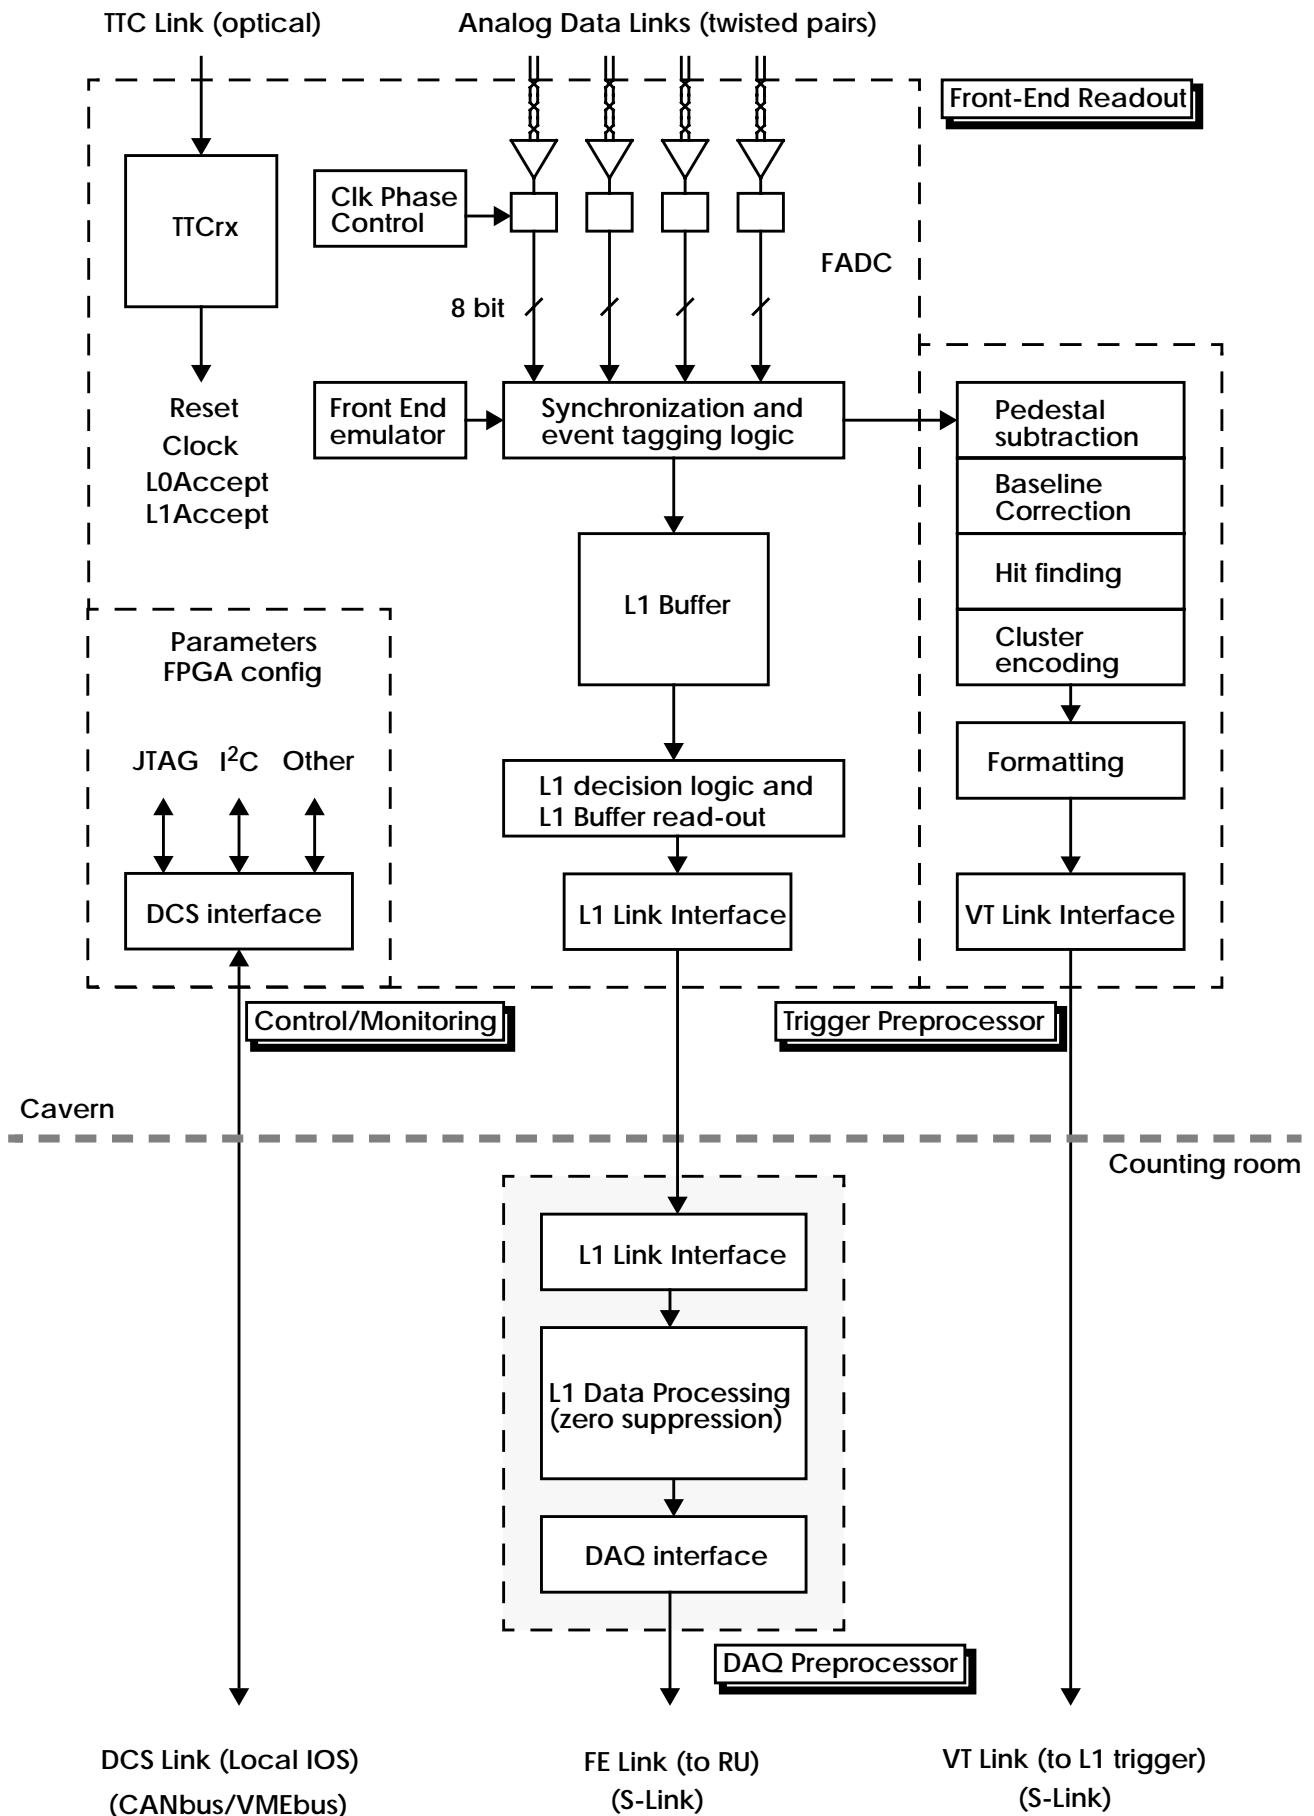 TTC Link (optical)
Analog Data Links (twisted pairs)
Front-End Readout
TTCrx
Clk Phase
Control
FADC
8 bit
Reset
Clock
L0Accept
L1Accept
Front End
emulator
Synchronization and
event tagging logic
Pedestal
subtraction
Baseline
Correction
Hit finding
Cluster
encoding
L1 Buffer
Parameters
FPGA config
JTAG I²C Other
DCS interface
L1 decision logic and
L1 Buffer read-out
Formatting
L1 Link Interface
VT Link Interface
Control/Monitoring
Trigger Preprocessor
Cavern
Counting room
L1 Link Interface
L1 Data Processing
(zero suppression)
DAQ interface
DAQ Preprocessor
DCS Link (Local IOS)
(CANbus/VMEbus)
FE Link (to RU)
(S-Link)
VT Link (to L1 trigger)
(S-Link)